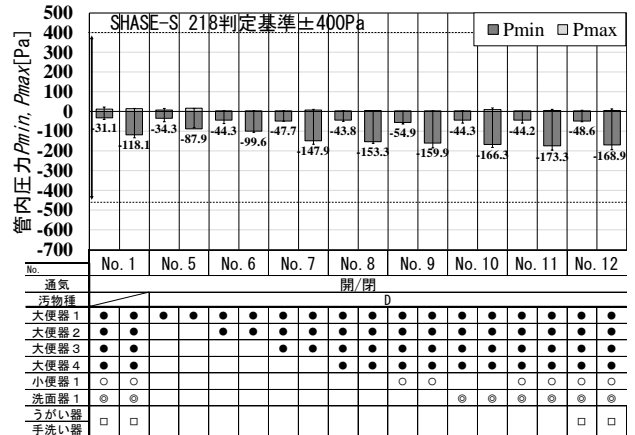 SHASE-S 218判定基準±400Pa
Pmin Pmax
管内圧力Pmin, Pmax[Pa]
500
400
300
200
100
0
-100
-200
-300
-400
-500
-600
-700
-31.1 -118.1 -34.3 -87.9 -44.3 -99.6 -47.7 -147.9 -43.8 -153.3 -54.9 -159.9 -44.3 -166.3 -44.2 -173.3 -48.6 -168.9
No. No. 1 No. 5 No. 6 No. 7 No. 8 No. 9 No. 10 No. 11 No. 12
通気 開/閉
汚物種 D
大便器1 ● ● ● ● ● ● ● ● ● ● ● ● ● ● ● ● ● ●
大便器2 ● ● ● ● ● ● ● ● ● ● ● ● ● ● ● ●
大便器3 ● ● ● ● ● ● ● ● ● ● ● ● ● ●
大便器4 ● ● ● ● ● ● ● ● ● ● ● ●
小便器1 ○ ○ ○ ○ ○ ○ ○ ○
洗面器1 ◎ ◎ ◎ ◎ ◎ ◎ ◎ ◎
うがい器 □ □ □ □
手洗い器